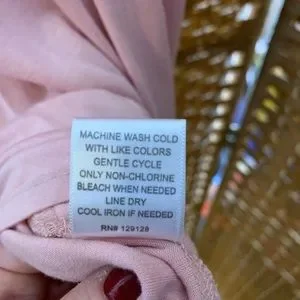 MACHINE WASH COLD
WITH LIKE COLORS
GENTLE CYCLE
ONLY NON-CHLORINE
BLEACH WHEN NEEDED
LINE DRY
COOL IRON IF NEEDED
RN# 129128